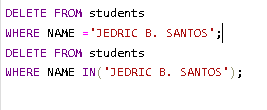 DELETE FROM students
WHERE NAME ='JEDRIC B. SANTOS';
DELETE FROM students
WHERE NAME IN('JEDRIC B. SANTOS');